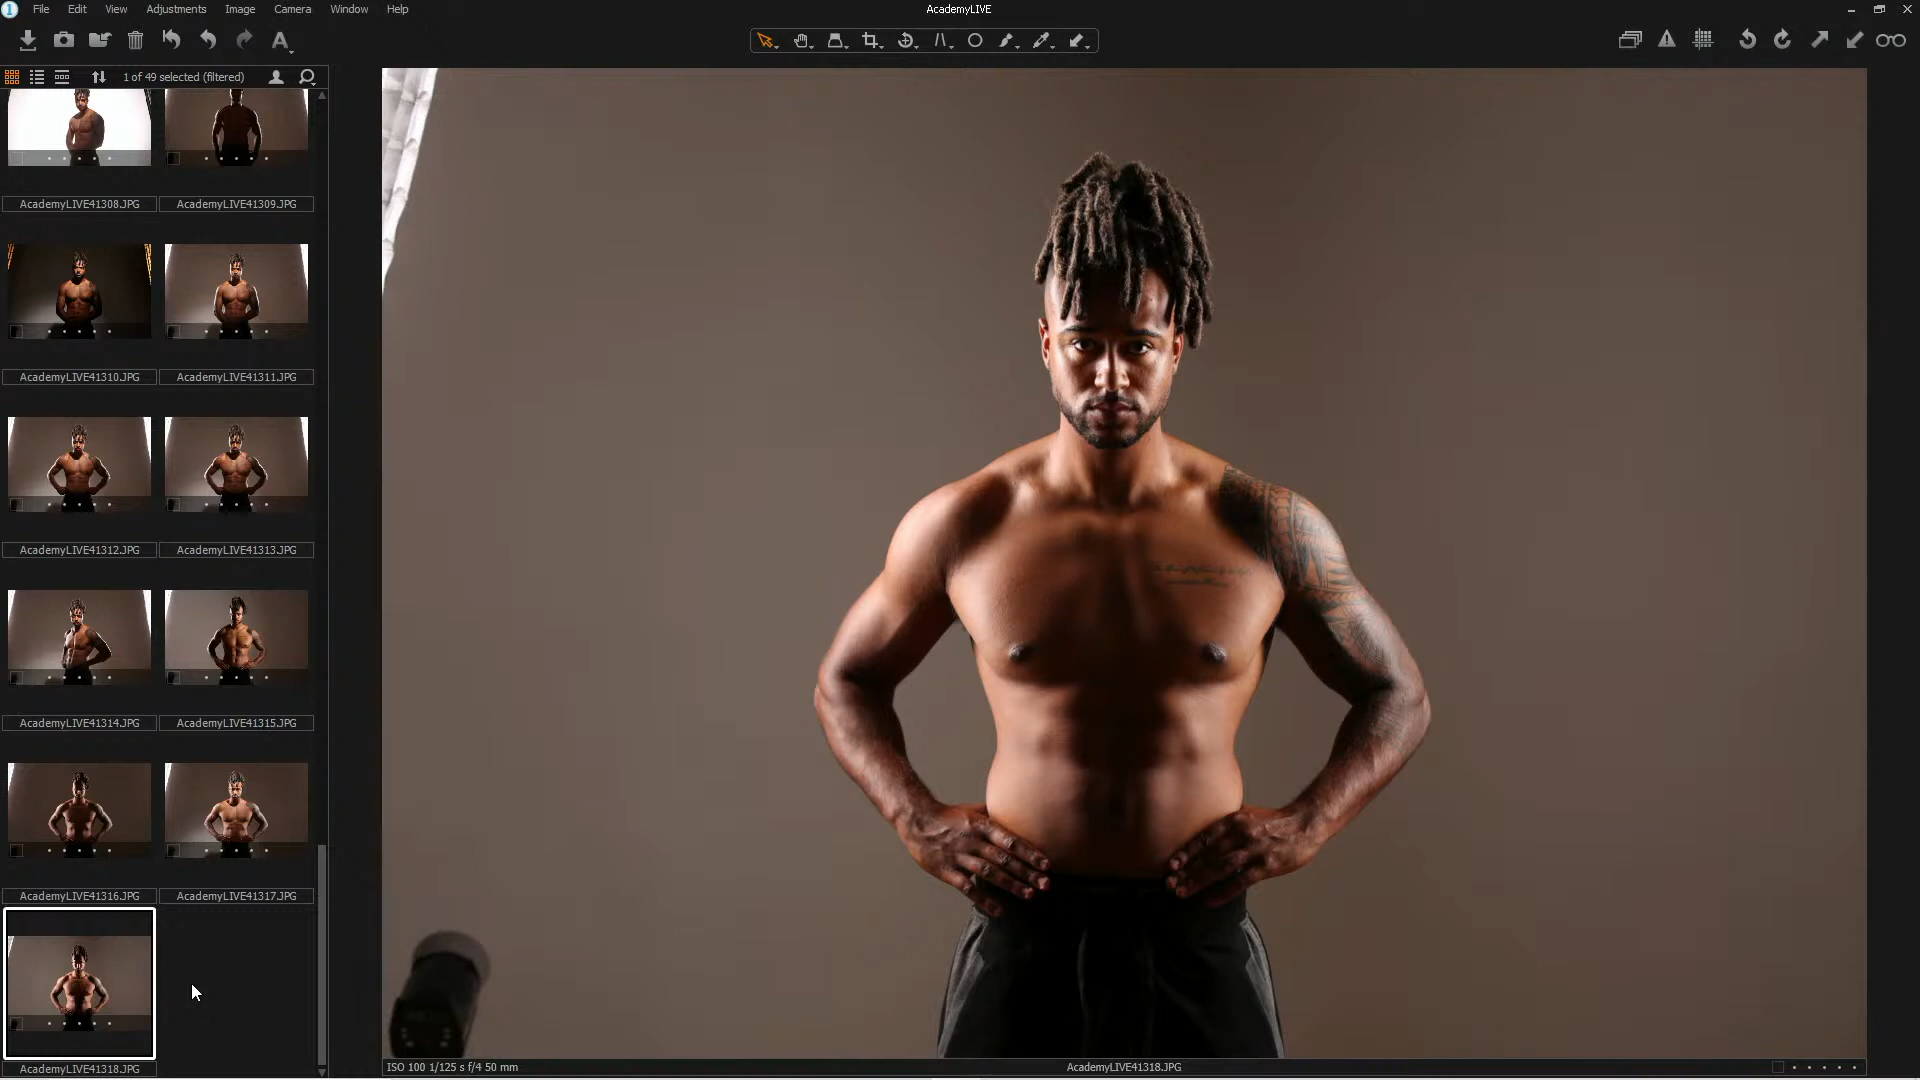 File Edit View Adjustments Image Camera Window Help
AcademyLIVE
1 of 49 selected (filtered)
AcademyLIVE41308.JPG
AcademyLIVE41309.JPG
AcademyLIVE41310.JPG
AcademyLIVE41311.JPG
AcademyLIVE41312.JPG
AcademyLIVE41313.JPG
AcademyLIVE41314.JPG
AcademyLIVE41315.JPG
AcademyLIVE41316.JPG
AcademyLIVE41317.JPG
AcademyLIVE41318.JPG
ISO 100 1/125 s f/4 50 mm
AcademyLIVE41318.JPG